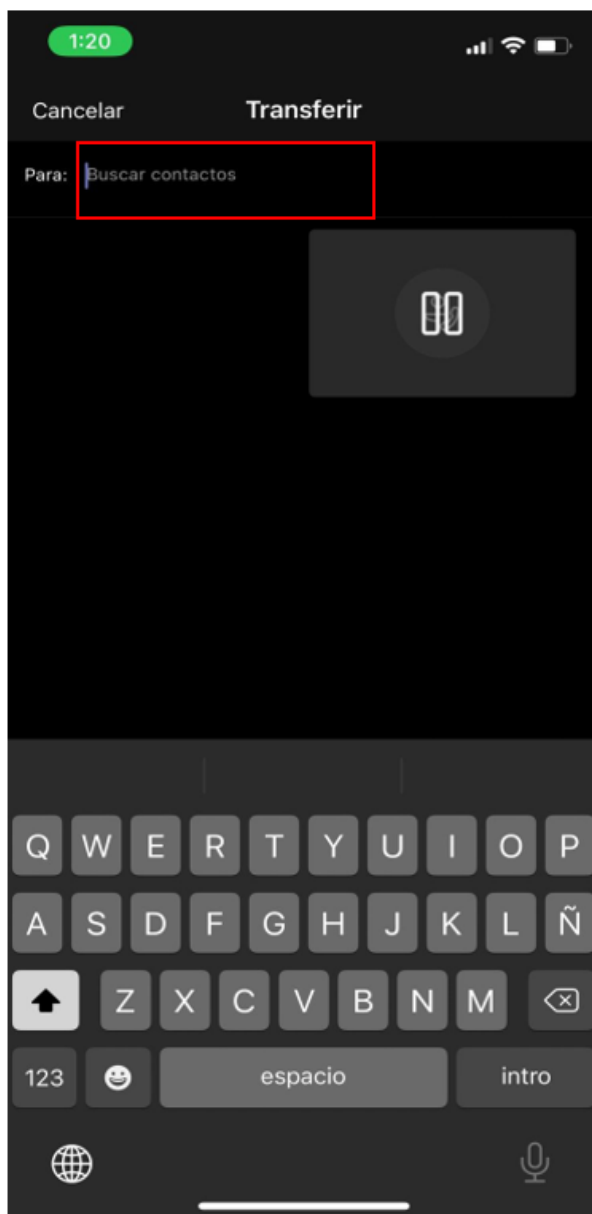 1:20
Cancelar Transferir
Para: Buscar contactos
Q W E R T Y U I O P
A S D F G H J K L Ñ
Z X C V B N M
123 espacio intro